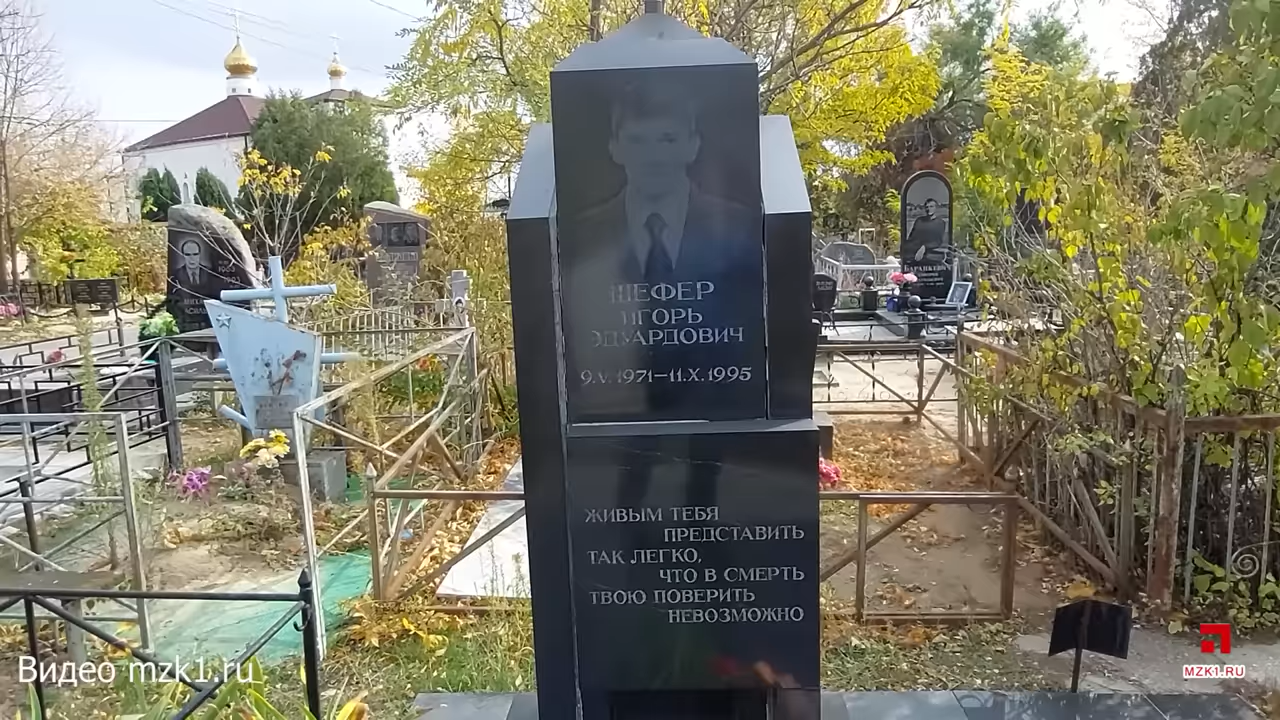 ШЕФЕР
ИГОРЬ
ЭДУАРДОВИЧ
9.V.1971–11.X.1995
ЖИВЫМ ТЕБЯ
ПРЕДСТАВИТЬ
ТАК ЛЕГКО,
ЧТО В СМЕРТЬ
ТВОЮ ПОВЕРИТЬ
НЕВОЗМОЖНО
Видео mzk1.ru
MZK1.RU